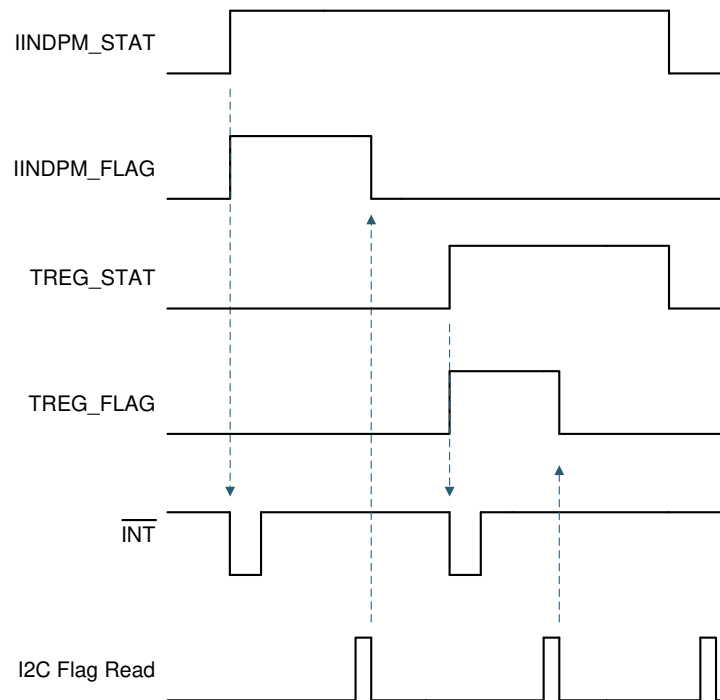 IINDPM_STAT
IINDPM_FLAG
TREG_STAT
TREG_FLAG
INT
I2C Flag Read